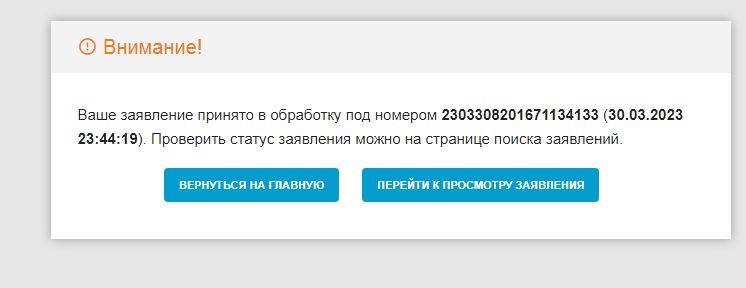 Внимание!
Ваше заявление принято в обработку под номером 2303308201671134133 (30.03.2023
23:44:19). Проверить статус заявления можно на странице поиска заявлений.
ВЕРНУТЬСЯ НА ГЛАВНУЮ ПЕРЕЙТИ К ПРОСМОТРУ ЗАЯВЛЕНИЯ